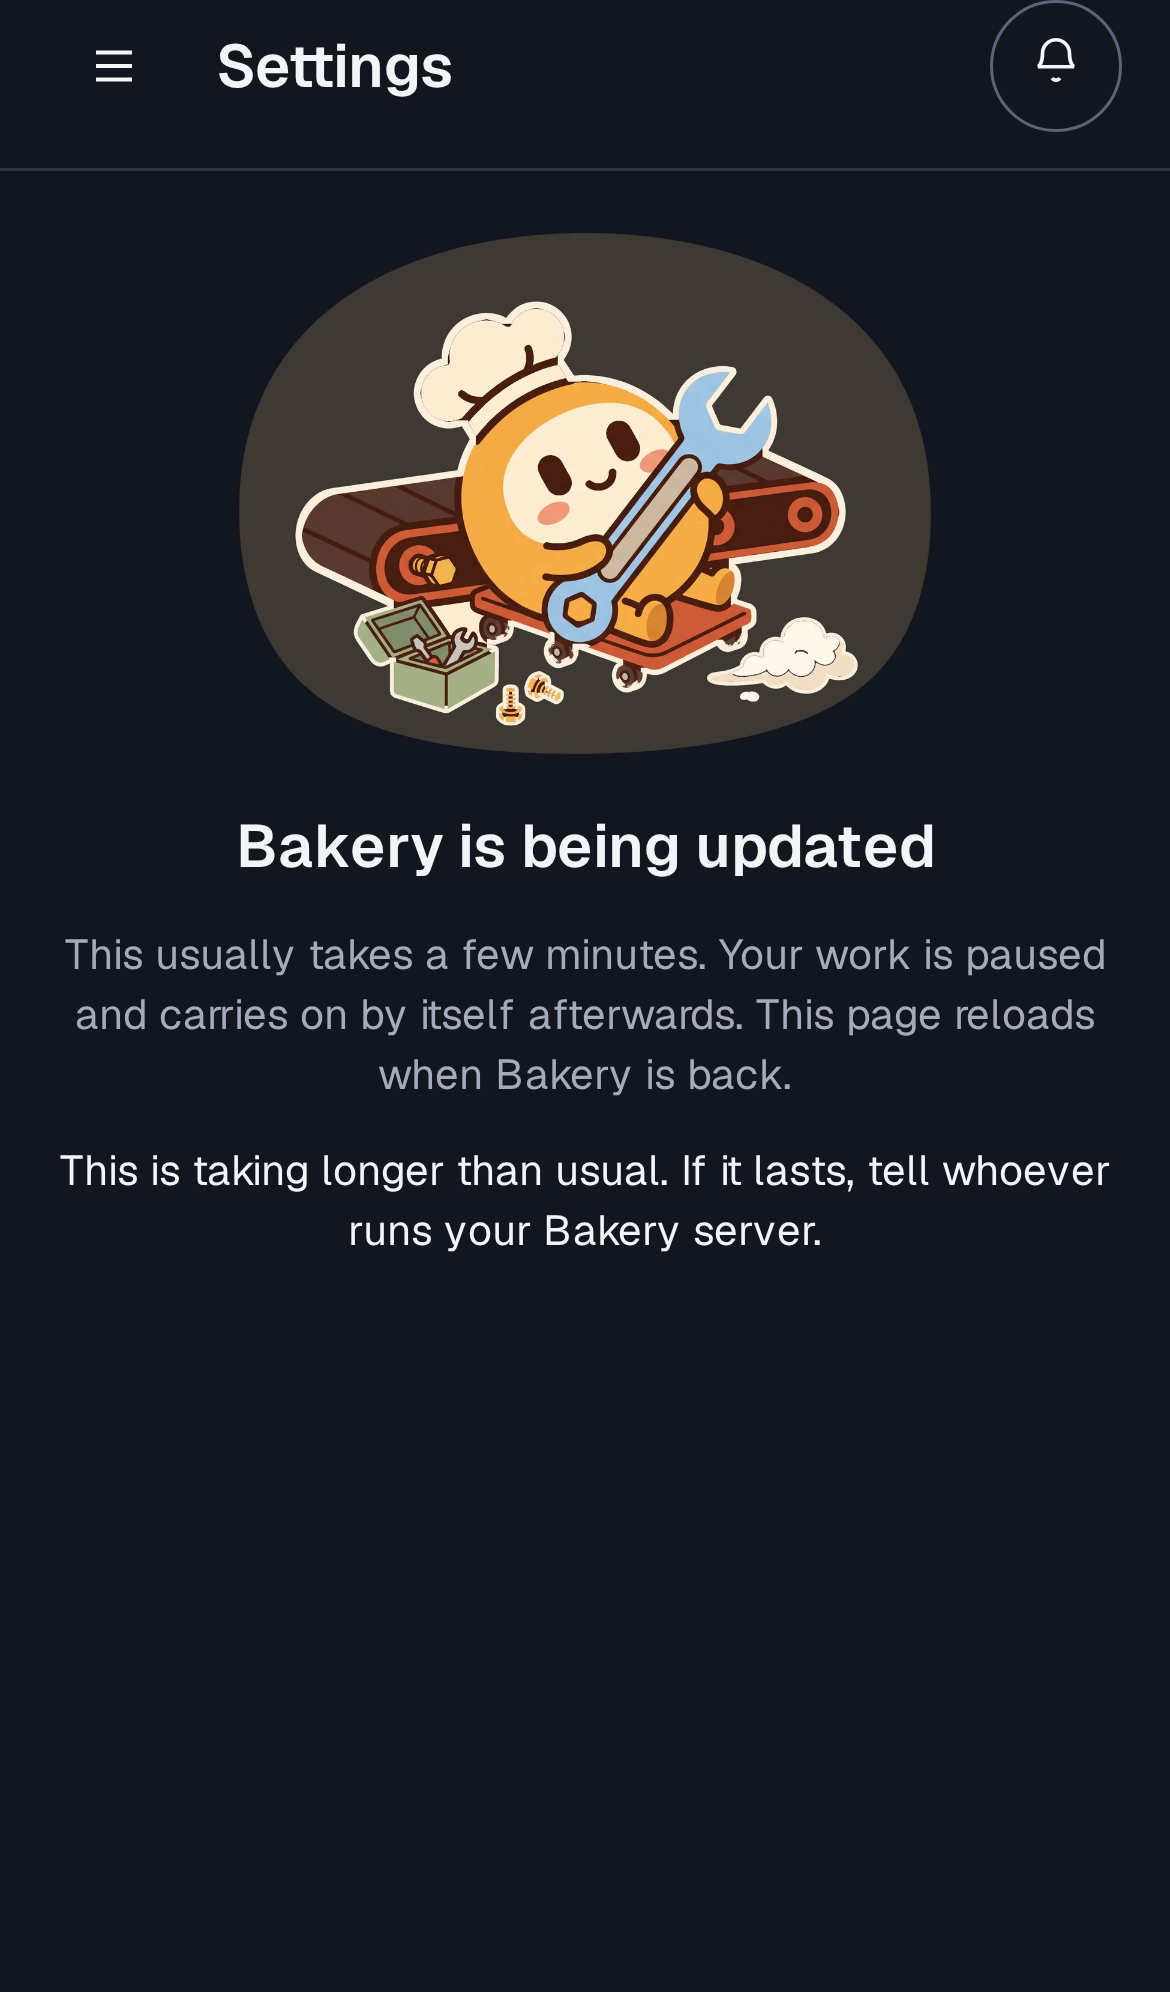 Settings
Bakery is being updated
This usually takes a few minutes. Your work is paused
and carries on by itself afterwards. This page reloads
when Bakery is back.
This is taking longer than usual. If it lasts, tell whoever
runs your Bakery server.